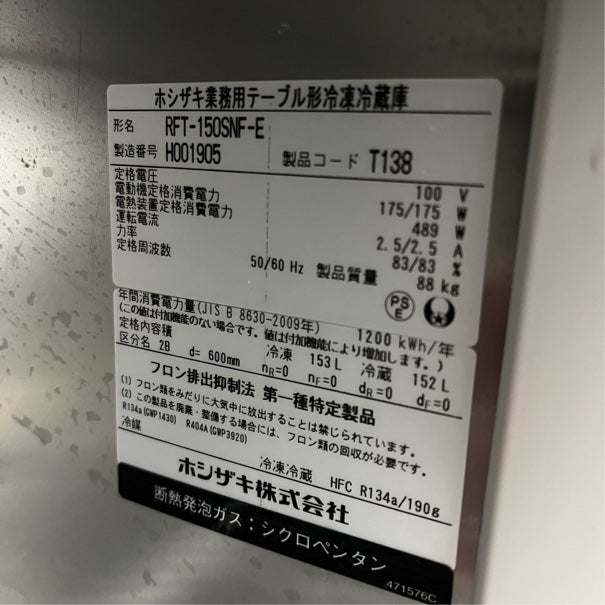 ホシザキ業務用テーブル形冷凍冷蔵庫
形名 RFT-150SNF-E
製造番号 H001905 製品コード T138
定格電圧 100 V
電動機定格消費電力 175/175 W
電熱装置定格消費電力 489 W
運転電流 2.5/2.5 A
力率 83/83 %
定格周波数 50/60 Hz 製品質量 88 kg
PS E
年間消費電力量(JIS B 8630-2009年) 1200 kWh/年
(この値は付加機能のない場合です。値は付加機能により増加します。)
定格内容積 冷凍 153 L 冷蔵 152 L
区分名 2B d= 600mm nR=0 nF=0 dR=0 dF=0
フロン排出抑制法 第一種特定製品
(1) フロン類をみだりに大気中に放出することは禁じられています。
(2) この製品を廃棄・整備する場合には、フロン類の回収が必要です。
R134a(GWP1430) R404A(GWP3920)
冷媒 冷凍冷蔵 HFC R134a/190g
ホシザキ株式会社
断熱発泡ガス:シクロペンタン
471576C